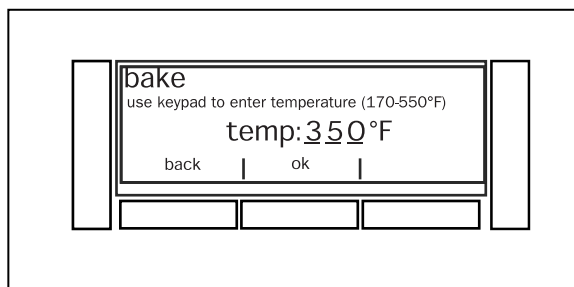 bake
use keypad to enter temperature (170-550°F)
temp:350°F
back | ok |